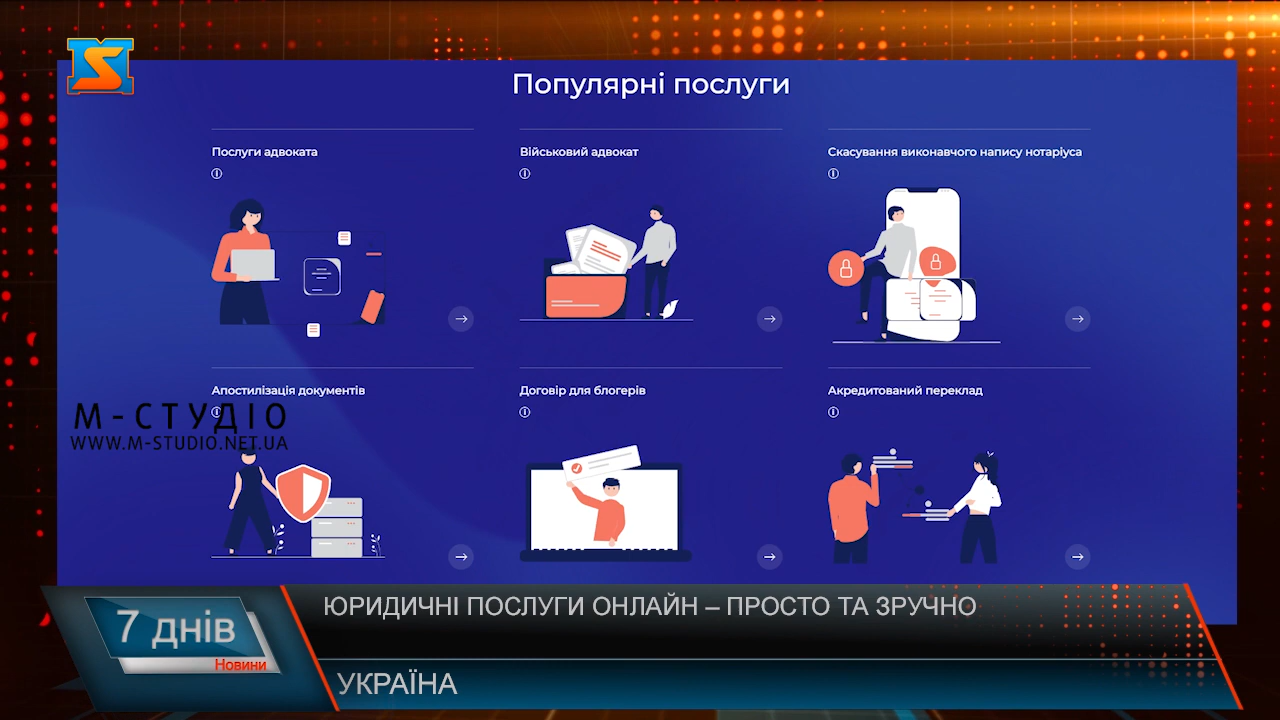 Популярні послуги
Послуги адвоката
Військовий адвокат
Скасування виконавчого напису нотаріуса
Апостилізація документів
Договір для блогерів
Акредитований переклад
М-СТУДІО
WWW.M-STUDIO.NET.UA
7 днів
Новини
ЮРИДИЧНІ ПОСЛУГИ ОНЛАЙН – ПРОСТО ТА ЗРУЧНО
УКРАЇНА